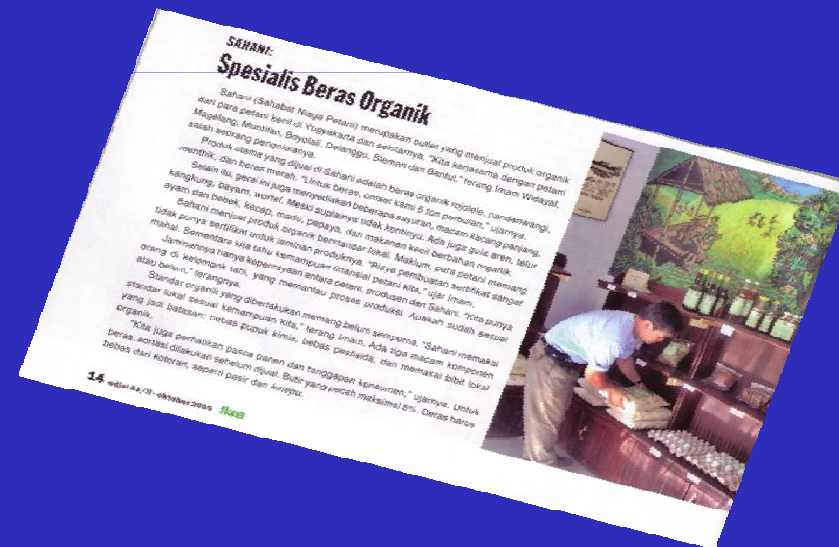 SAHANI:
Spesialis Beras Organik
Sahani (Sahabat Niaga Petani) merupakan outlet yang menjual produk organik
dari para petani kecil di Yogyakarta dan sekitarnya. "Kita kerjasama dengan petani
Magelang, Muntilan, Boyolali, Delanggu, Sleman dan Bantul," terang Imam Widayat,
salah seorang pengelolanya.
Produk utama yang dijual di Sahani adalah beras organik rojolele, pandanwangi,
menthik, dan beras merah. "Untuk beras, omset kami 5 ton perbulan," ujarnya.
Selain itu, gerai ini juga menyediakan beberapa sayuran, macam kacang panjang,
kangkung, bayam, wortel. Meski suplainya tidak kontinyu. Ada juga gula aren, telur
ayam dan bebek, kecap, madu, papaya, dan makanan kecil berbahan organik.
Sahani menjual produk organik berstandar lokal. Maklum, para petani memang
tidak punya sertifikat untuk jaminan produknya. "Biaya pembuatan sertifikat sangat
mahal. Sementara kita tahu kemampuan finansial petani kita," ujar Imam.
Jaminannya hanya kepercayaan antara petani, produsen dan Sahani. "Kita punya
orang di kelompok tani, yang memantau proses produksi. Apakah sudah sesuai
atau belum," terangnya.
Standar organik yang diberlakukan memang belum sempurna. "Sahani memakai
standar lokal sesuai kemampuan kita," terang Imam. Ada tiga macam komponen
yang jadi batasan: bebas pupuk kimia, bebas pestisida, dan memakai bibit lokal
organik.
"Kita juga perhatikan pasca panen dan tanggapan konsumen," ujarnya. Untuk
beras, sortasi dilakukan sebelum dijual. Butir yang pecah maksimal 5%. Beras harus
bebas dari kotoran, seperti pasir dan kerikil.
14 edisi oktober